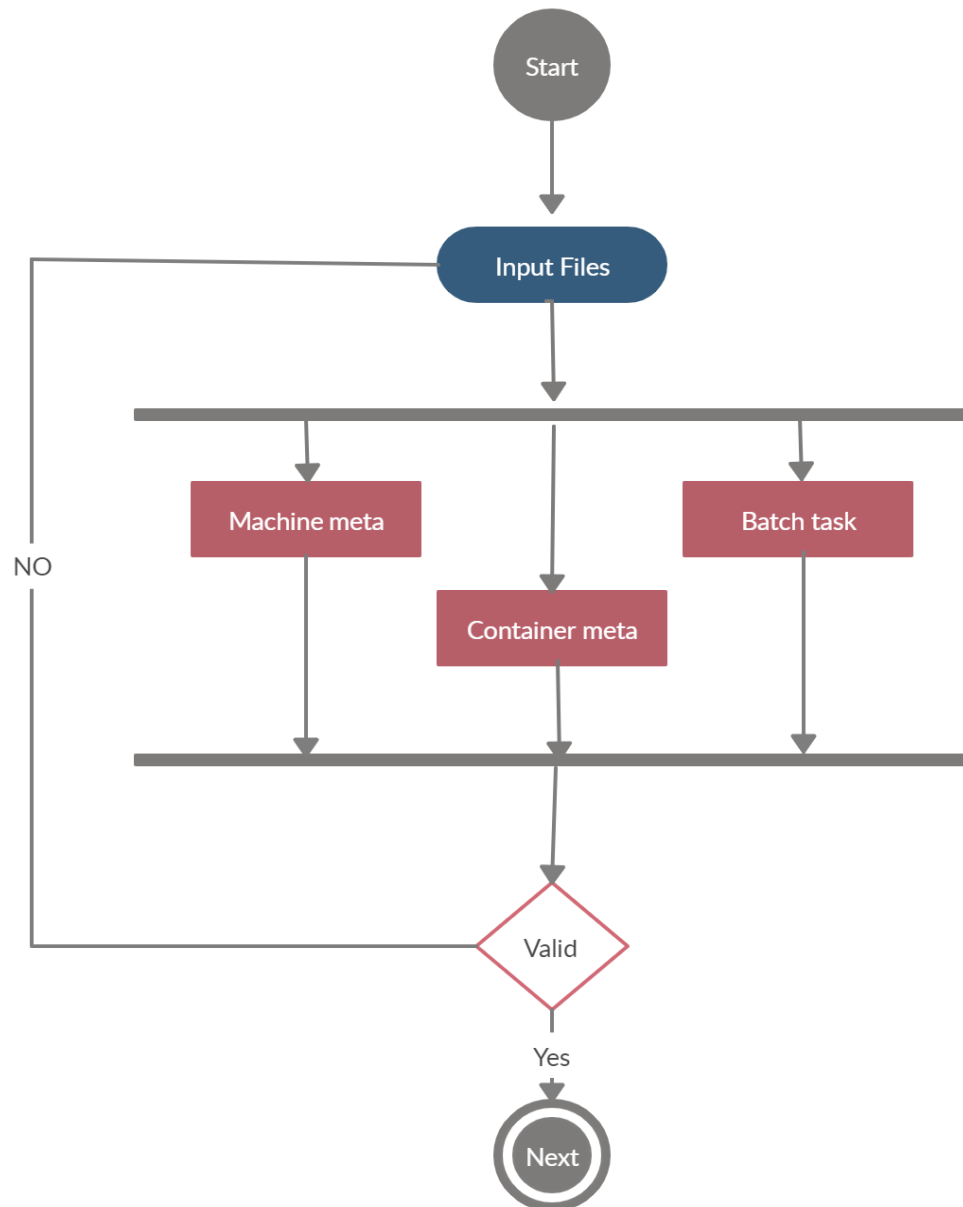 Start
Input Files
Machine meta
Batch task
NO
Container meta
Valid
Yes
Next